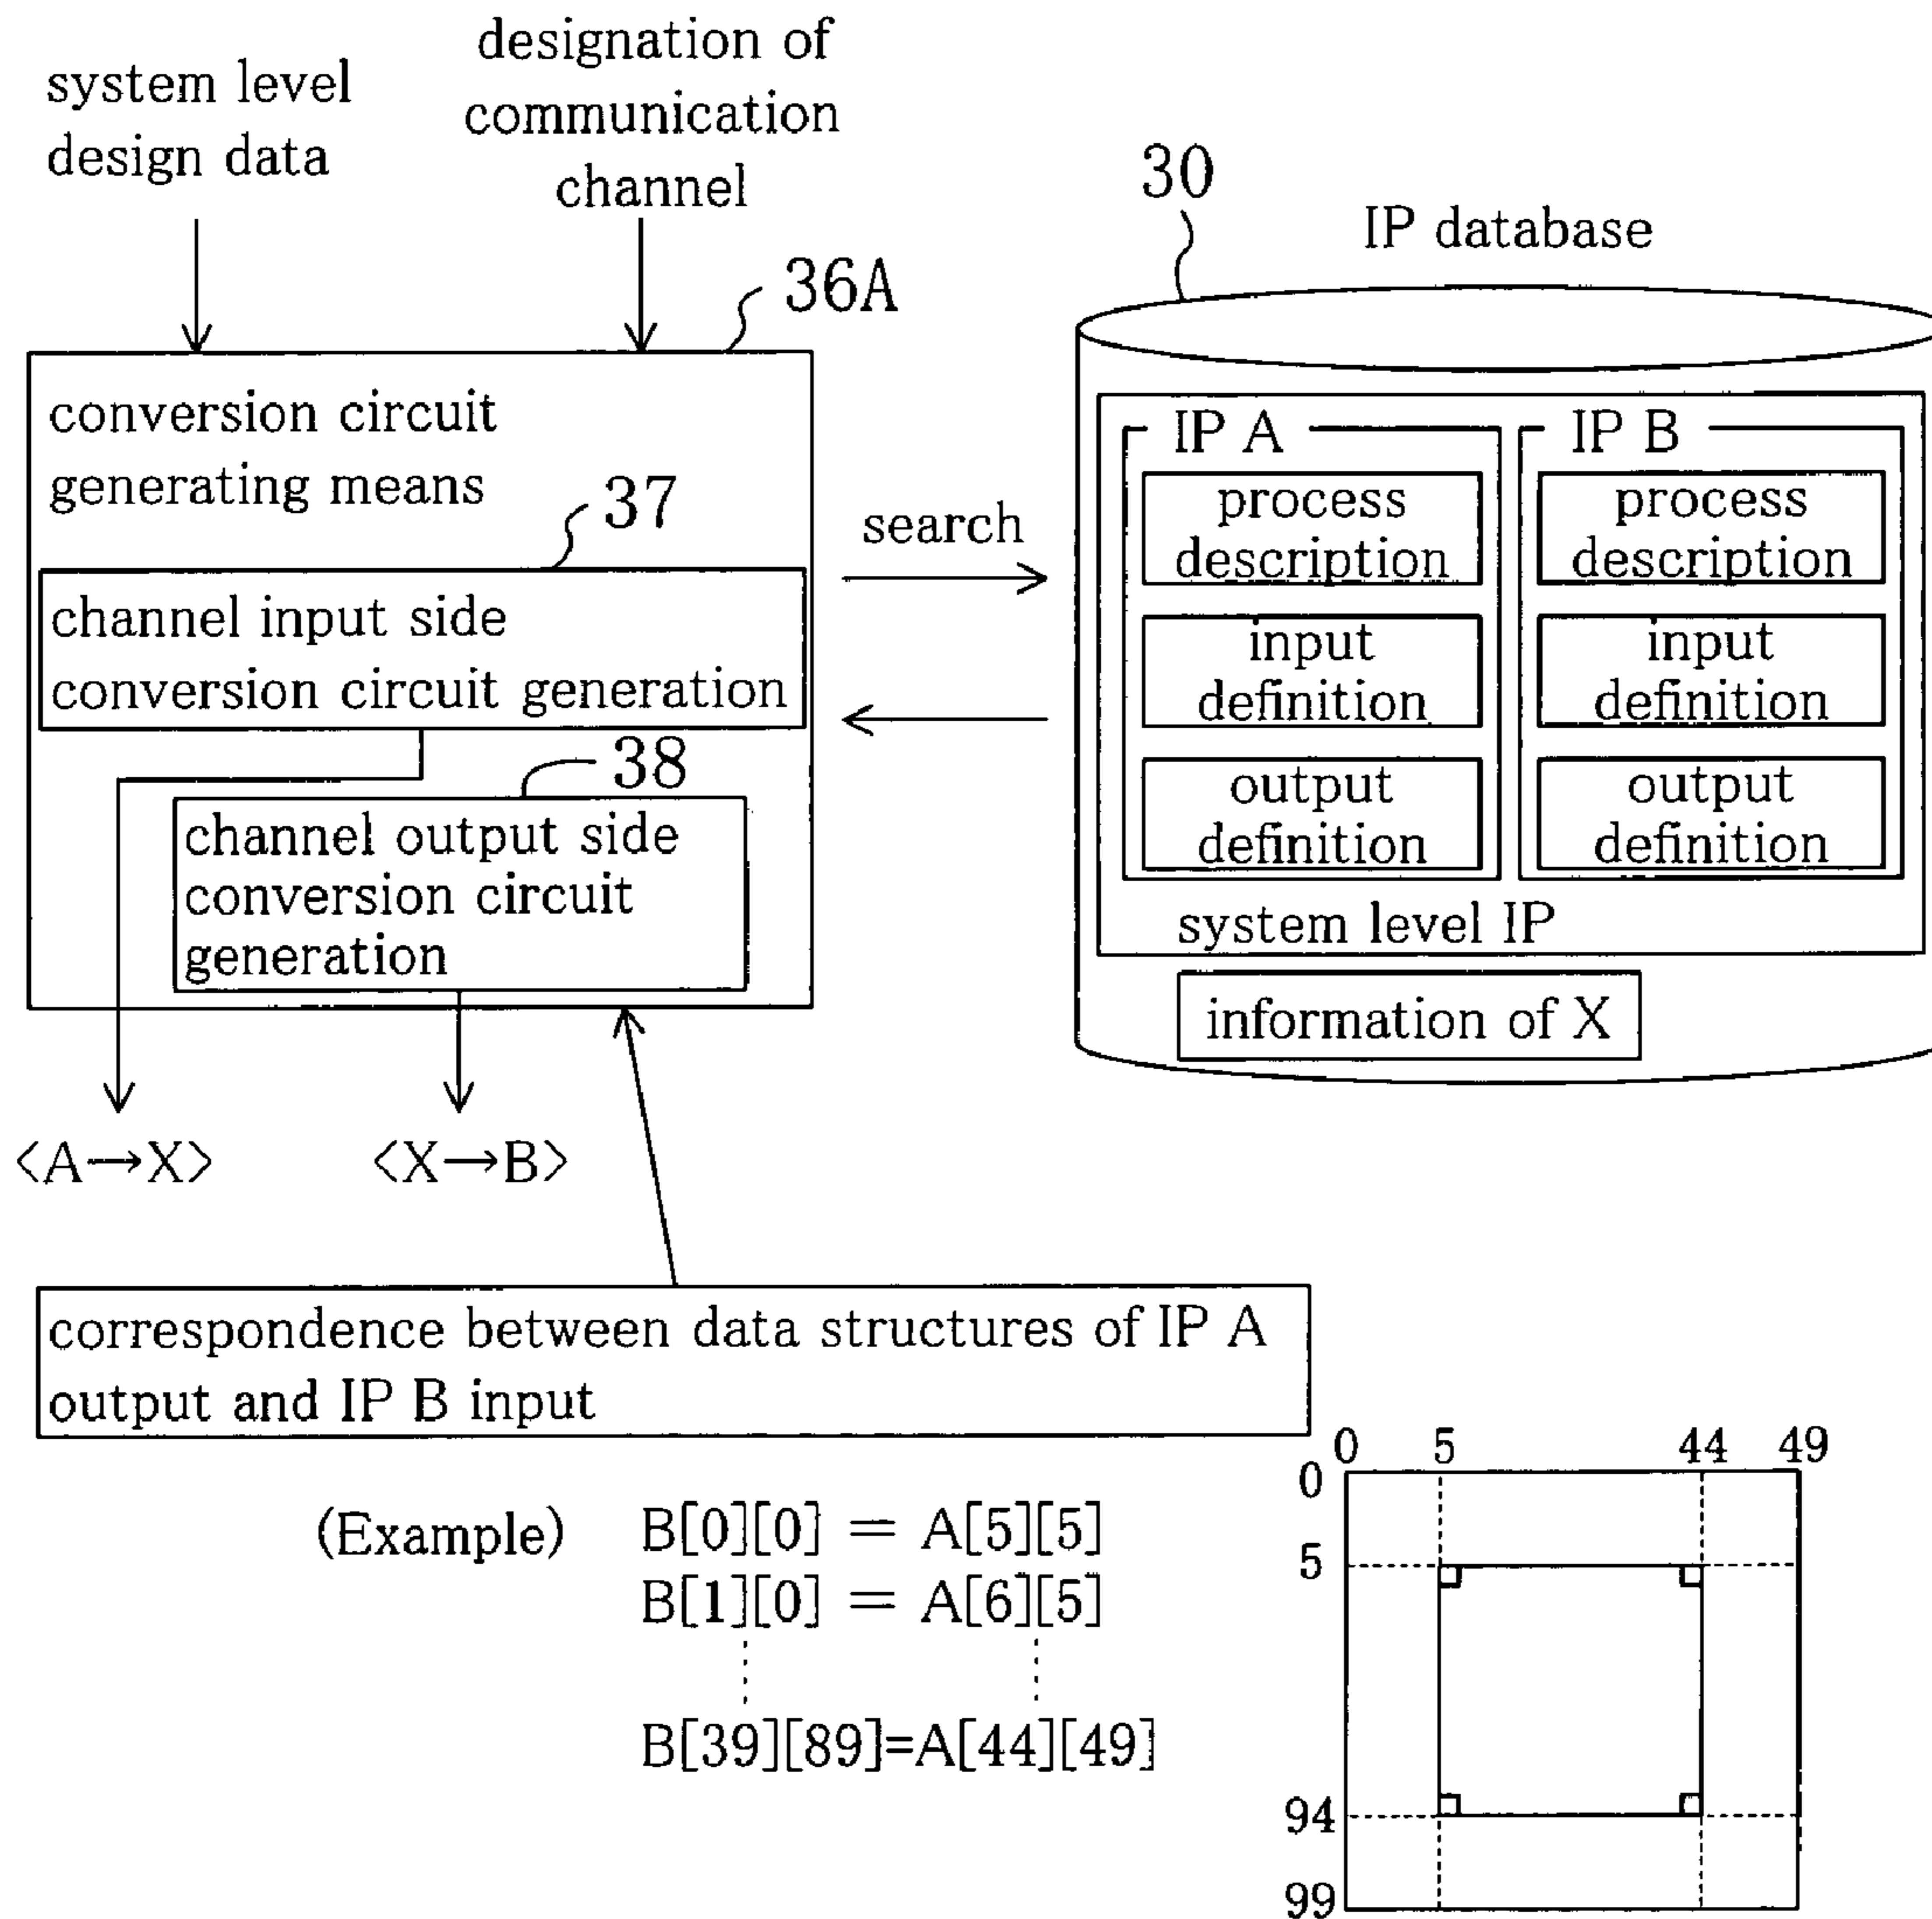 system level
design data
designation of
communication
channel
36A
conversion circuit
generating means
37
channel input side
conversion circuit generation
38
channel output side
conversion circuit
generation
<A→X>
<X→B>
search
30
IP database
IP A
process
description
input
definition
output
definition
IP B
process
description
input
definition
output
definition
system level IP
information of X
correspondence between data structures of IP A
output and IP B input
(Example)
B[0][0] = A[5][5]
B[1][0] = A[6][5]
B[39][89]=A[44][49]
0 5 44 49
0
5
94
99